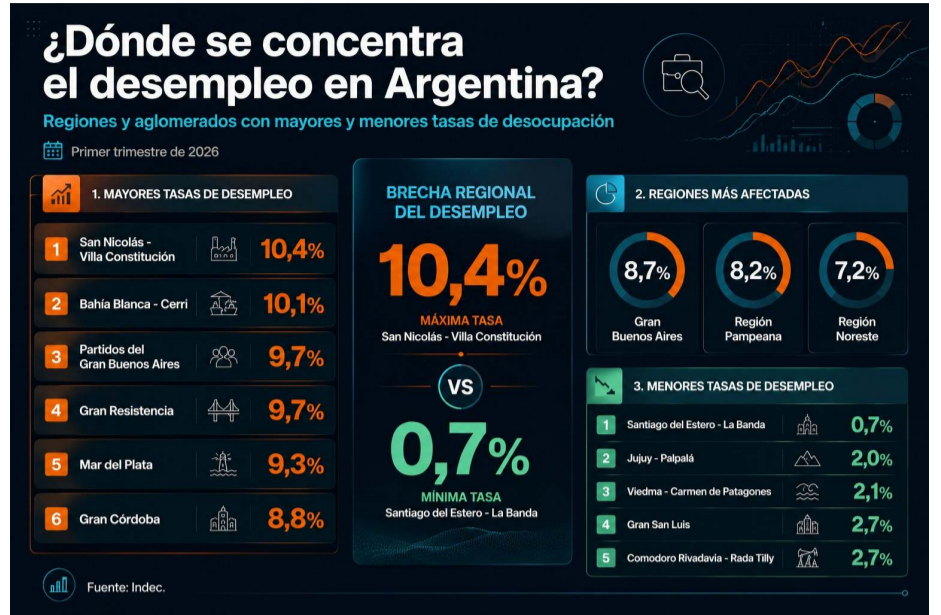 ¿Dónde se concentra
el desempleo en Argentina?
Regiones y aglomerados con mayores y menores tasas de desocupación
Primer trimestre de 2026
1. MAYORES TASAS DE DESEMPLEO
1
San Nicolás -
Villa Constitución
10,4%
2
Bahía Blanca - Cerri
10,1%
3
Partidos del
Gran Buenos Aires
9,7%
4
Gran Resistencia
9,7%
5
Mar del Plata
9,3%
6
Gran Córdoba
8,8%
BRECHA REGIONAL
DEL DESEMPLEO
10,4%
MÁXIMA TASA
San Nicolás - Villa Constitución
VS
0,7%
MÍNIMA TASA
Santiago del Estero - La Banda
2. REGIONES MÁS AFECTADAS
8,7%
Gran
Buenos Aires
8,2%
Región
Pampeana
7,2%
Región
Noreste
3. MENORES TASAS DE DESEMPLEO
1
Santiago del Estero - La Banda
0,7%
2
Jujuy - Palpalá
2,0%
3
Viedma - Carmen de Patagones
2,1%
4
Gran San Luis
2,7%
5
Comodoro Rivadavia - Rada Tilly
2,7%
Fuente: Indec.